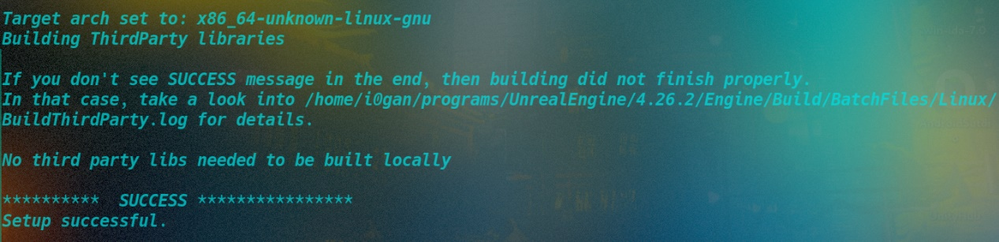 Target arch set to: x86_64-unknown-linux-gnu
Building ThirdParty libraries
If you don't see SUCCESS message in the end, then building did not finish properly.
In that case, take a look into /home/i0gan/programs/UnrealEngine/4.26.2/Engine/Build/BatchFiles/Linux/
BuildThirdParty.log for details.
No third party libs needed to be built locally
********** SUCCESS ****************
Setup successful.